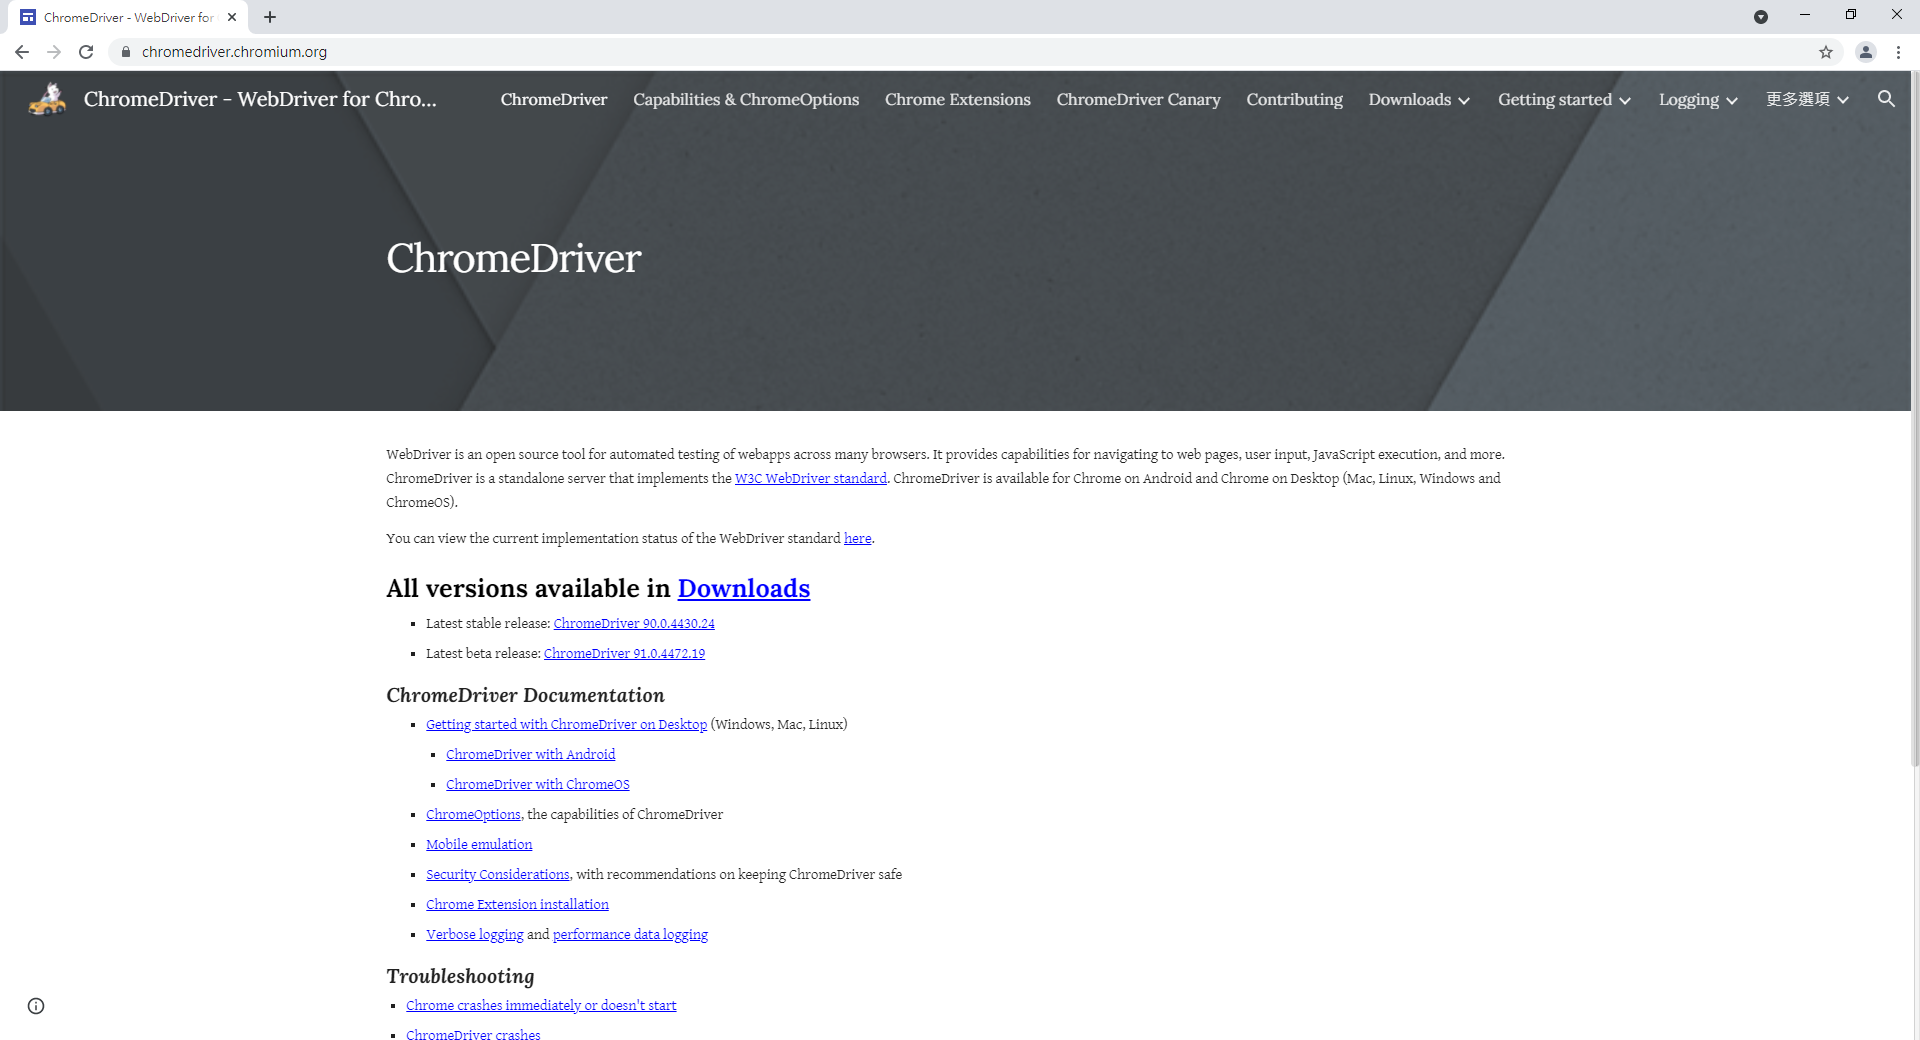 ChromeDriver - WebDriver for
chromedriver.chromium.org
ChromeDriver - WebDriver for Chro...
ChromeDriver
Capabilities & ChromeOptions
Chrome Extensions
ChromeDriver Canary
Contributing
Downloads
Getting started
Logging
更多選項
ChromeDriver
WebDriver is an open source tool for automated testing of webapps across many browsers. It provides capabilities for navigating to web pages, user input, JavaScript execution, and more.
ChromeDriver is a standalone server that implements the W3C WebDriver standard. ChromeDriver is available for Chrome on Android and Chrome on Desktop (Mac, Linux, Windows and
ChromeOS).
You can view the current implementation status of the WebDriver standard here.
All versions available in Downloads
Latest stable release: ChromeDriver 90.0.4430.24
Latest beta release: ChromeDriver 91.0.4472.19
ChromeDriver Documentation
Getting started with ChromeDriver on Desktop (Windows, Mac, Linux)
ChromeDriver with Android
ChromeDriver with ChromeOS
ChromeOptions, the capabilities of ChromeDriver
Mobile emulation
Security Considerations, with recommendations on keeping ChromeDriver safe
Chrome Extension installation
Verbose logging and performance data logging
Troubleshooting
Chrome crashes immediately or doesn't start
ChromeDriver crashes